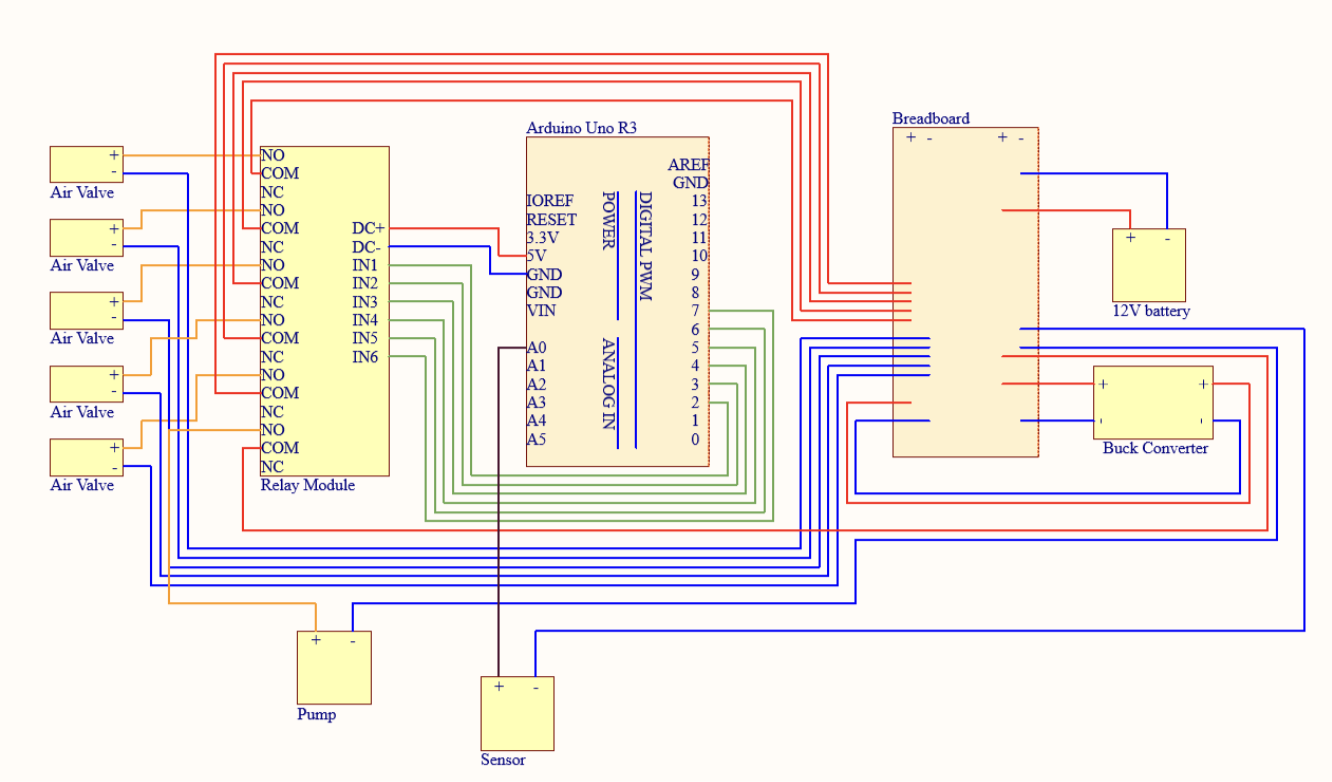 Breadboard
+ - + -
Arduino Uno R3
AREF
GND
13
12
11
10
9
8
7
6
5
4
3
2
1
0
IOREF
RESET
3.3V
5V
GND
GND
VIN
A0
A1
A2
A3
A4
A5
POWER
ANALOG IN
DIGITAL PWM
NO
COM
NC
NO
COM
NC
NO
COM
NC
NO
COM
NC
NO
COM
NC
NO
COM
NC
DC+
DC-
IN1
IN2
IN3
IN4
IN5
IN6
Relay Module
+
-
Air Valve
+
-
Air Valve
+
-
Air Valve
+
-
Air Valve
+
-
Air Valve
+ -
12V battery
+ +
- -
Buck Converter
+ -
Pump
+ -
Sensor